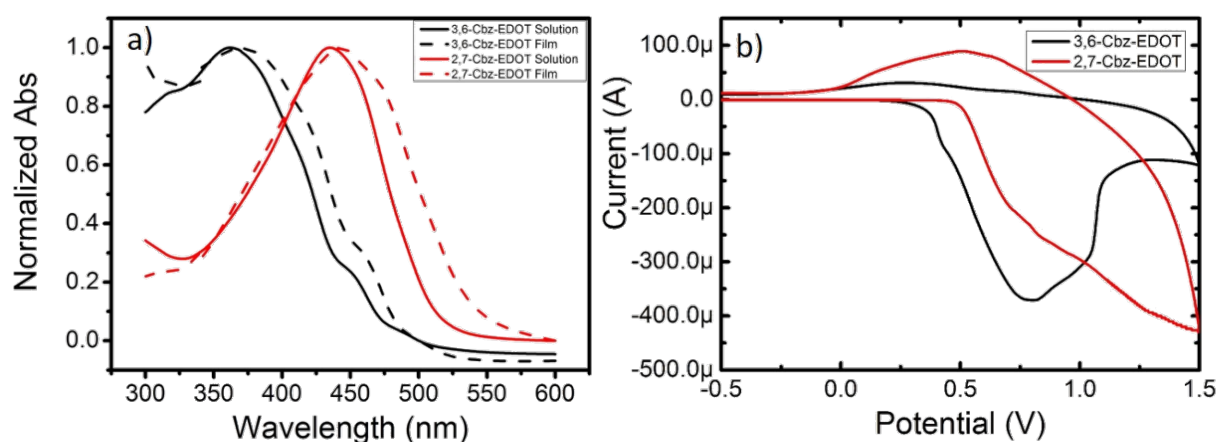 a)
3,6-Cbz-EDOT Solution
3,6-Cbz-EDOT Film
2,7-Cbz-EDOT Solution
2,7-Cbz-EDOT Film
Normalized Abs
1.0
0.8
0.6
0.4
0.2
0.0
300 350 400 450 500 550 600
Wavelength (nm)
b)
3,6-Cbz-EDOT
2,7-Cbz-EDOT
Current (A)
100.0µ
0.0
-100.0µ
-200.0µ
-300.0µ
-400.0µ
-500.0µ
-0.5 0.0 0.5 1.0 1.5
Potential (V)